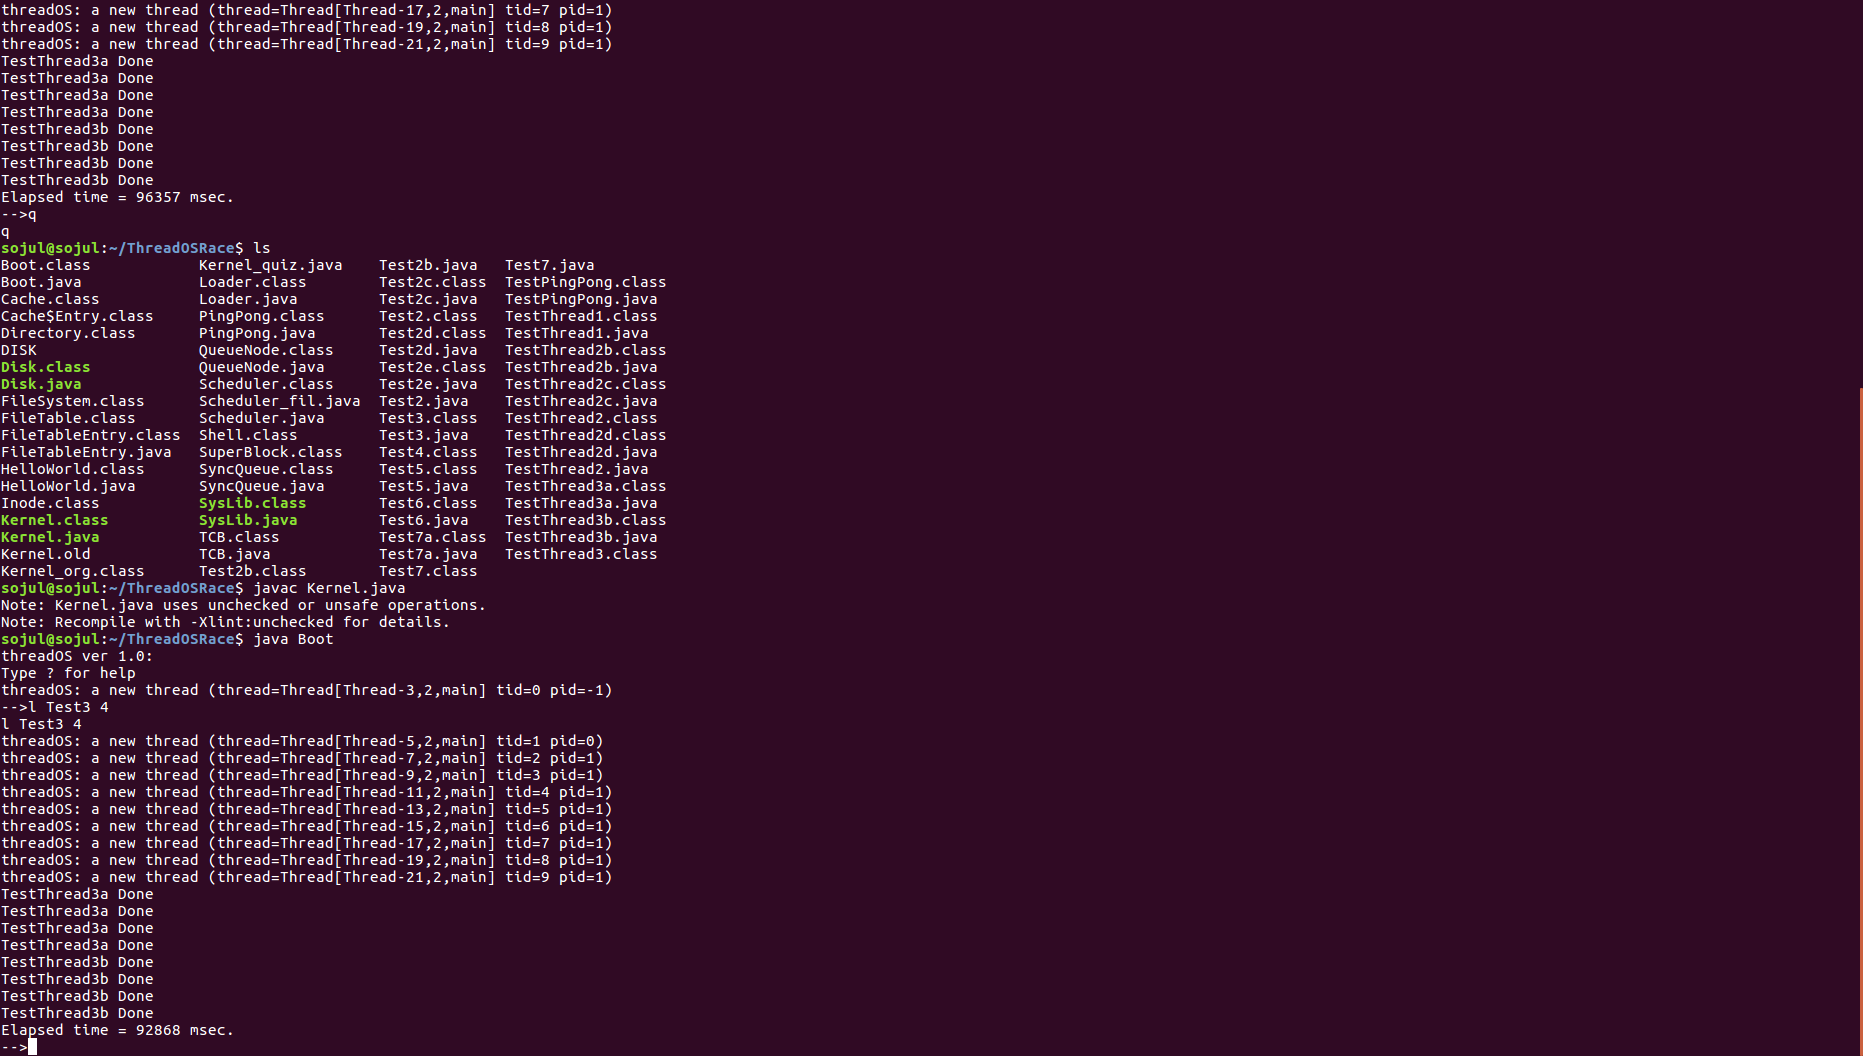 threadOS: a new thread (thread=Thread[Thread-17,2,main] tid=7 pid=1)
threadOS: a new thread (thread=Thread[Thread-19,2,main] tid=8 pid=1)
threadOS: a new thread (thread=Thread[Thread-21,2,main] tid=9 pid=1)
TestThread3a Done
TestThread3a Done
TestThread3a Done
TestThread3a Done
TestThread3b Done
TestThread3b Done
TestThread3b Done
TestThread3b Done
Elapsed time = 96357 msec.
-->q
q
sojul@sojul:~/ThreadOSRace$ ls
Boot.class            Kernel_quiz.java    Test2b.java   Test7.java
Boot.java             Loader.class        Test2c.class  TestPingPong.class
Cache.class           Loader.java         Test2c.java   TestPingPong.java
Cache$Entry.class     PingPong.class      Test2.class   TestThread1.class
Directory.class       PingPong.java       Test2d.class  TestThread1.java
DISK                  QueueNode.class     Test2d.java   TestThread2b.class
Disk.class            QueueNode.java      Test2e.class  TestThread2b.java
Disk.java             Scheduler.class     Test2e.java   TestThread2c.class
FileSystem.class      Scheduler_fil.java  Test2.java    TestThread2c.java
FileTable.class       Scheduler.java      Test3.class   TestThread2.class
FileTableEntry.class  Shell.class         Test3.java    TestThread2d.class
FileTableEntry.java   SuperBlock.class    Test4.class   TestThread2d.java
HelloWorld.class      SyncQueue.class     Test5.class   TestThread2.java
HelloWorld.java       SyncQueue.java      Test5.java    TestThread3a.class
Inode.class           SysLib.class        Test6.class   TestThread3a.java
Kernel.class          SysLib.java         Test6.java    TestThread3b.class
Kernel.java           TCB.class           Test7a.class  TestThread3b.java
Kernel.old            TCB.java            Test7a.java   TestThread3.class
Kernel_org.class      Test2b.class        Test7.class
sojul@sojul:~/ThreadOSRace$ javac Kernel.java
Note: Kernel.java uses unchecked or unsafe operations.
Note: Recompile with -Xlint:unchecked for details.
sojul@sojul:~/ThreadOSRace$ java Boot
threadOS ver 1.0:
Type ? for help
threadOS: a new thread (thread=Thread[Thread-3,2,main] tid=0 pid=-1)
-->l Test3 4
l Test3 4
threadOS: a new thread (thread=Thread[Thread-5,2,main] tid=1 pid=0)
threadOS: a new thread (thread=Thread[Thread-7,2,main] tid=2 pid=1)
threadOS: a new thread (thread=Thread[Thread-9,2,main] tid=3 pid=1)
threadOS: a new thread (thread=Thread[Thread-11,2,main] tid=4 pid=1)
threadOS: a new thread (thread=Thread[Thread-13,2,main] tid=5 pid=1)
threadOS: a new thread (thread=Thread[Thread-15,2,main] tid=6 pid=1)
threadOS: a new thread (thread=Thread[Thread-17,2,main] tid=7 pid=1)
threadOS: a new thread (thread=Thread[Thread-19,2,main] tid=8 pid=1)
threadOS: a new thread (thread=Thread[Thread-21,2,main] tid=9 pid=1)
TestThread3a Done
TestThread3a Done
TestThread3a Done
TestThread3a Done
TestThread3b Done
TestThread3b Done
TestThread3b Done
TestThread3b Done
Elapsed time = 92868 msec.
-->